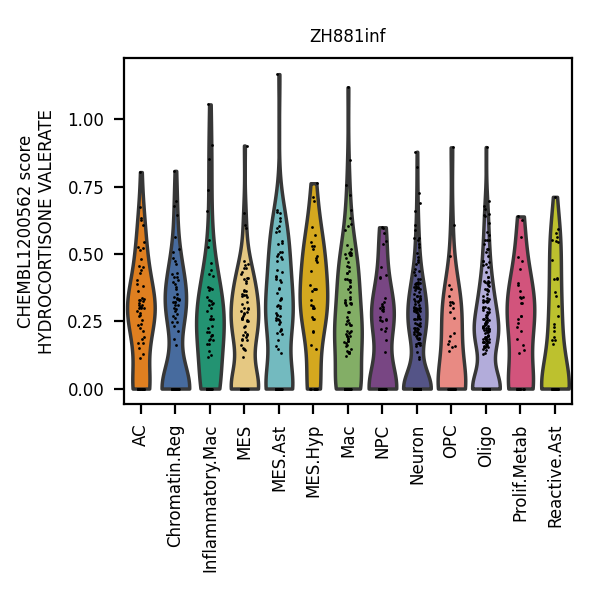 ZH881inf
CHEMBL1200562 score
HYDROCORTISONE VALERATE
1.00
0.75
0.50
0.25
0.00
AC
Chromatin.Reg
Inflammatory.Mac
MES
MES.Ast
MES.Hyp
Mac
NPC
Neuron
OPC
Oligo
Prolif.Metab
Reactive.Ast